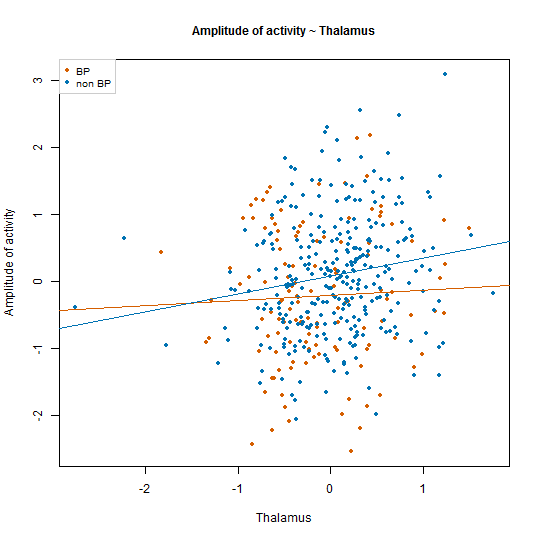 Amplitude of activity ~ Thalamus
BP
non BP
3
2
1
0
-1
-2
Amplitude of activity
-2
-1
0
1
Thalamus